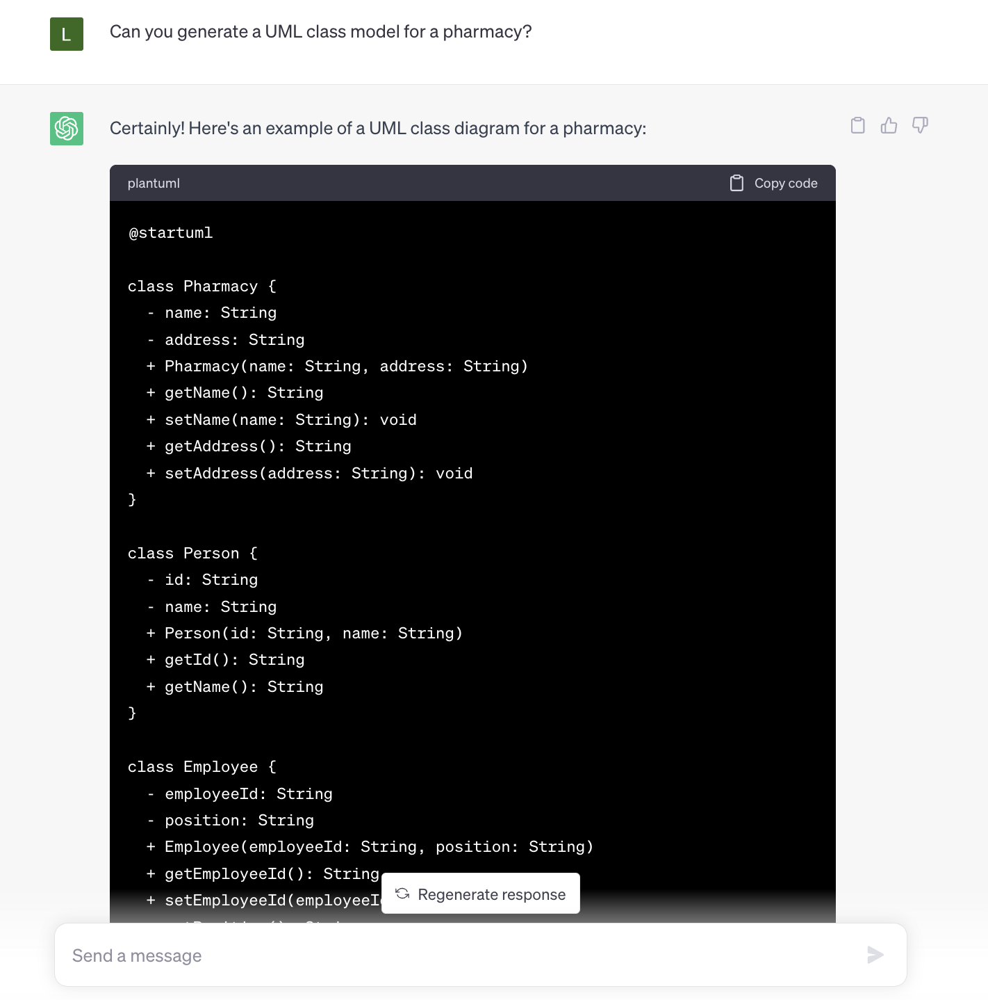 L
Can you generate a UML class model for a pharmacy?
Certainly! Here's an example of a UML class diagram for a pharmacy:
plantuml
Copy code
@startuml
class Pharmacy {
- name: String
- address: String
+ Pharmacy(name: String, address: String)
+ getName(): String
+ setName(name: String): void
+ getAddress(): String
+ setAddress(address: String): void
}
class Person {
- id: String
- name: String
+ Person(id: String, name: String)
+ getId(): String
+ getName(): String
}
class Employee {
- employeeId: String
- position: String
+ Employee(employeeId: String, position: String)
+ getEmployeeId(): String
+ setEmployeeId(employeeI
Regenerate response
Send a message